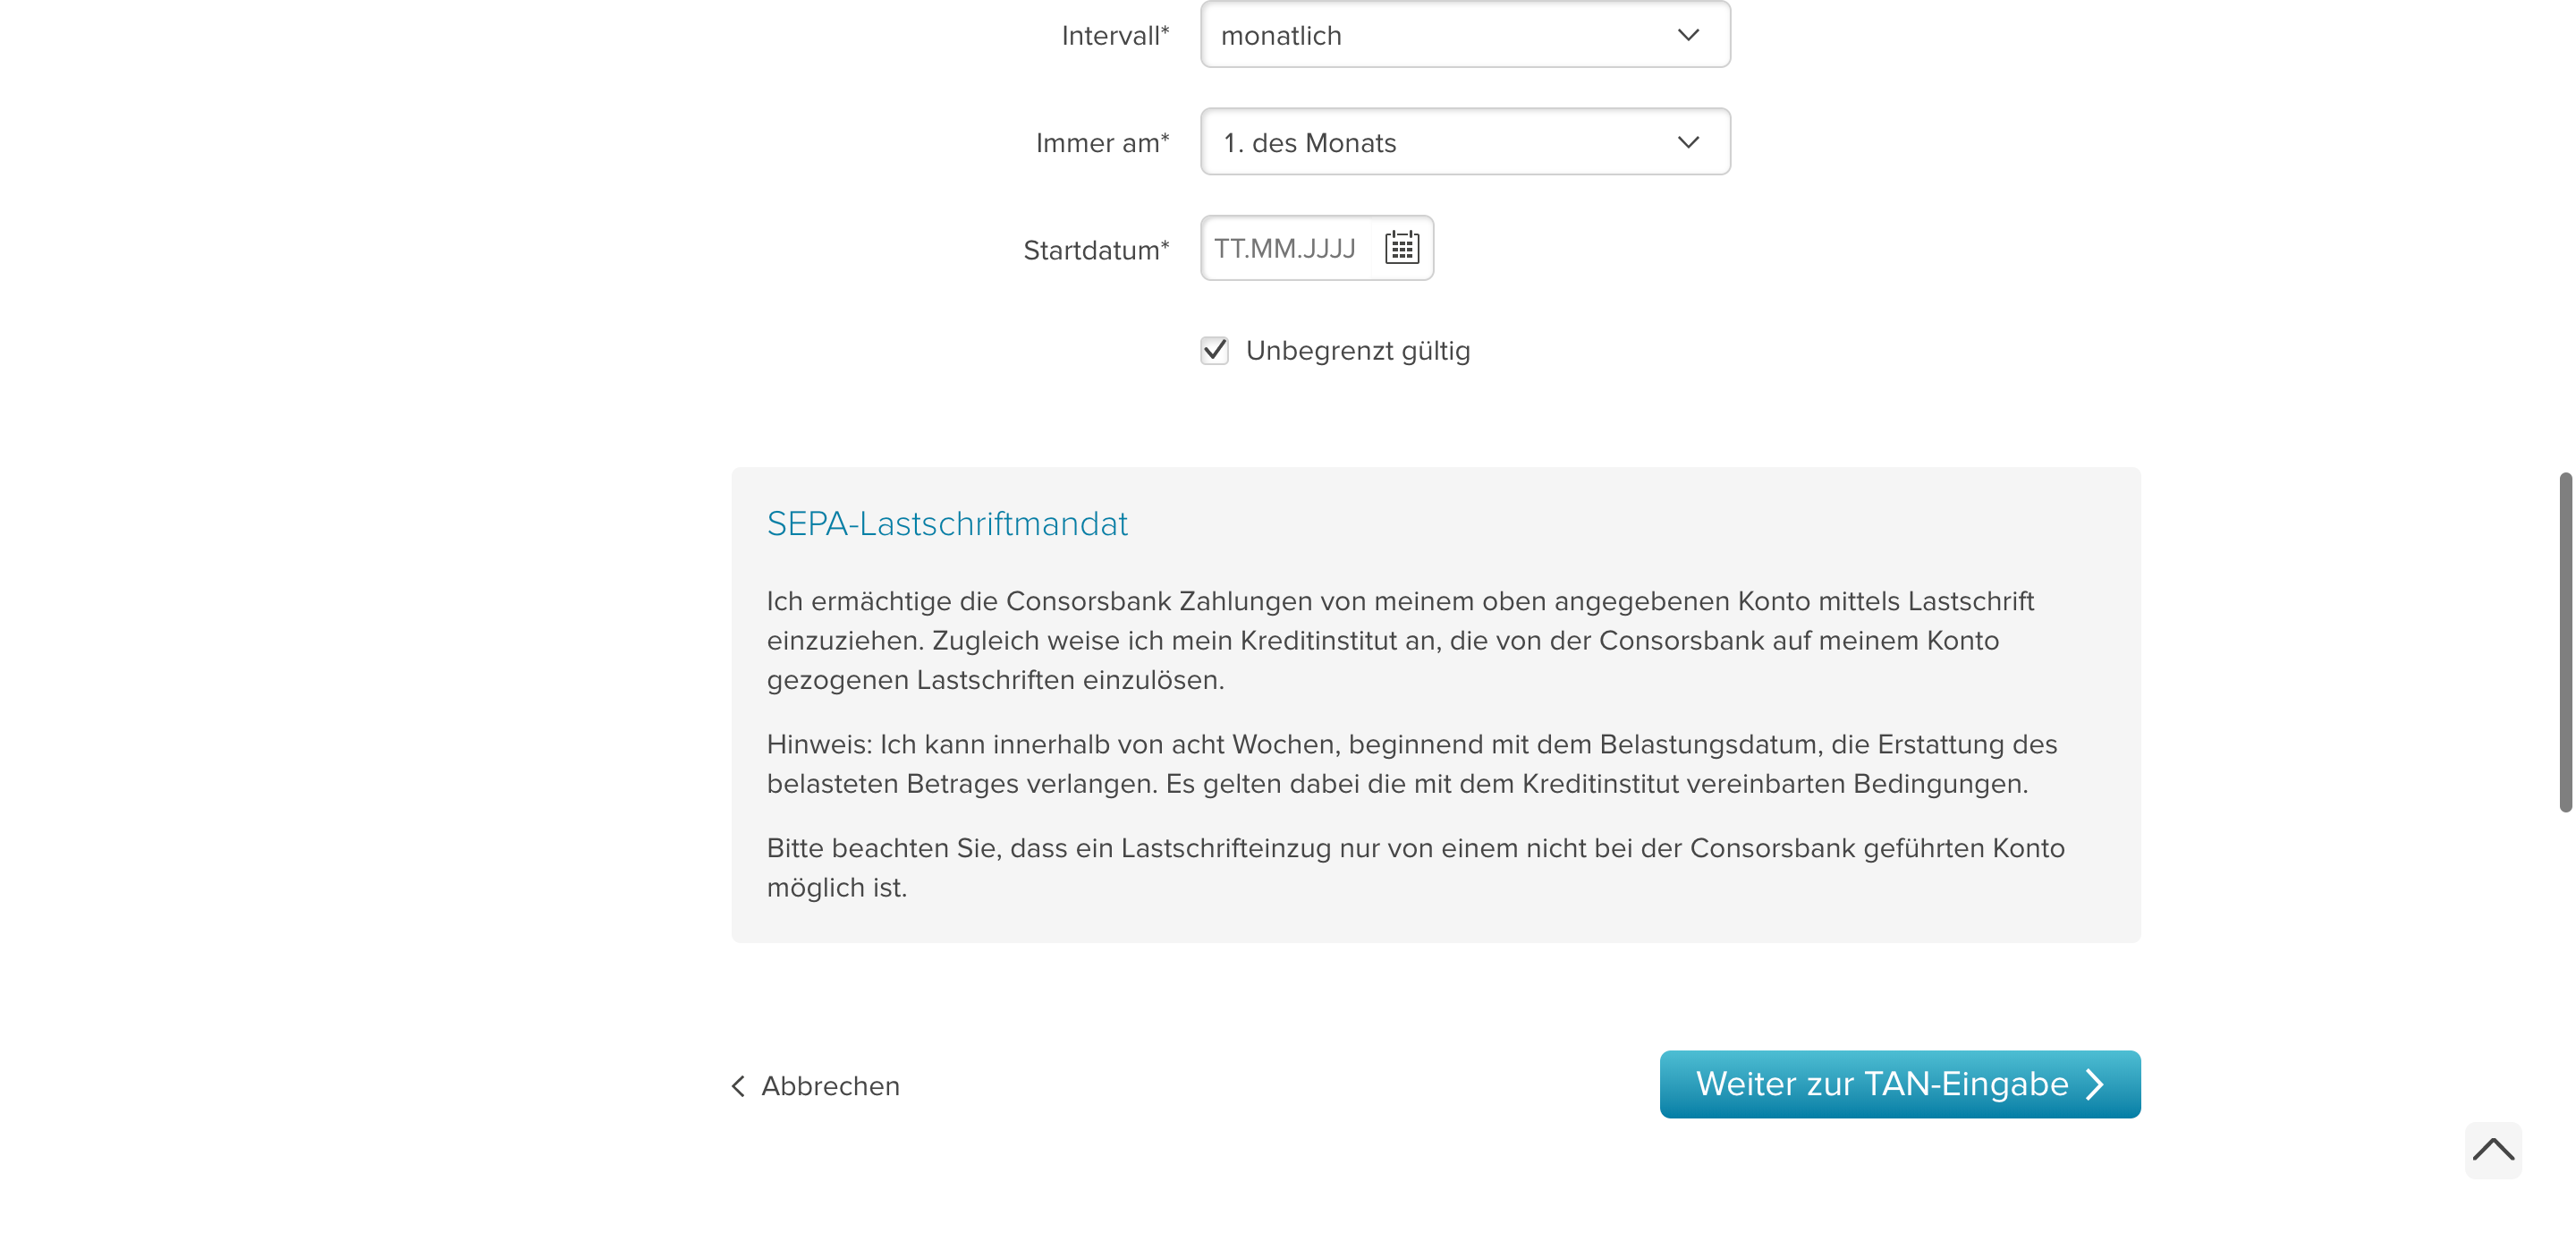 Intervall* monatlich
Immer am* 1. des Monats
Startdatum* TT.MM.JJJJ
Unbegrenzt gültig
SEPA-Lastschriftmandat
Ich ermächtige die Consorsbank Zahlungen von meinem oben angegebenen Konto mittels Lastschrift
einzuziehen. Zugleich weise ich mein Kreditinstitut an, die von der Consorsbank auf meinem Konto
gezogenen Lastschriften einzulösen.
Hinweis: Ich kann innerhalb von acht Wochen, beginnend mit dem Belastungsdatum, die Erstattung des
belasteten Betrages verlangen. Es gelten dabei die mit dem Kreditinstitut vereinbarten Bedingungen.
Bitte beachten Sie, dass ein Lastschrifteinzug nur von einem nicht bei der Consorsbank geführten Konto
möglich ist.
Abbrechen
Weiter zur TAN-Eingabe